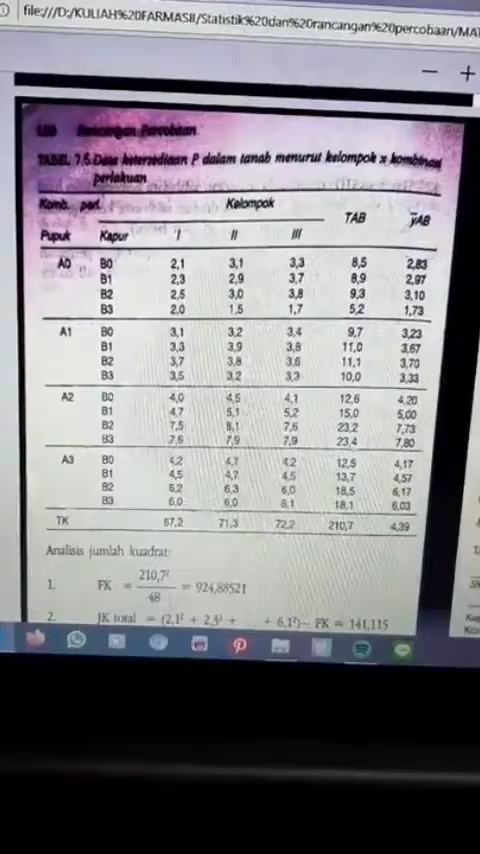 file:///D:/KULIAH%20FARMASI/Statistik%20dan%20rancangan%20percobaan/MAT
Rancangan Percobaan
TABEL 7.5 Data ketersediaan P dalam tanah menurut kelompok x kombinasi
perlakuan
Komb. perl. Kelompok TAB ȳAB
Pupuk Kapur I II III
A0 B0 2,1 3,1 3,3 8,5 2,83
B1 2,3 2,9 3,7 8,9 2,97
B2 2,5 3,0 3,8 9,3 3,10
B3 2,0 1,5 1,7 5,2 1,73
A1 B0 3,1 3,2 3,4 9,7 3,23
B1 3,3 3,9 3,8 11,0 3,67
B2 3,7 3,8 3,6 11,1 3,70
B3 3,5 3,2 3,3 10,0 3,33
A2 B0 4,0 4,5 4,1 12,6 4,20
B1 4,7 5,1 5,2 15,0 5,00
B2 7,5 8,1 7,6 23,2 7,73
B3 7,6 7,9 7,9 23,4 7,80
A3 B0 4,2 4,7 4,2 12,5 4,17
B1 4,5 4,7 4,5 13,7 4,57
B2 6,2 6,3 6,0 18,5 6,17
B3 6,0 6,0 6,1 18,1 6,03
TK 67,2 71,3 72,2 210,7 4,39
Analisis jumlah kuadrat:
1. FK = 210,7² / 48 = 924,88521
2. JK total = (2,1² + 2,3² + + 6,1²) – FK = 141,115